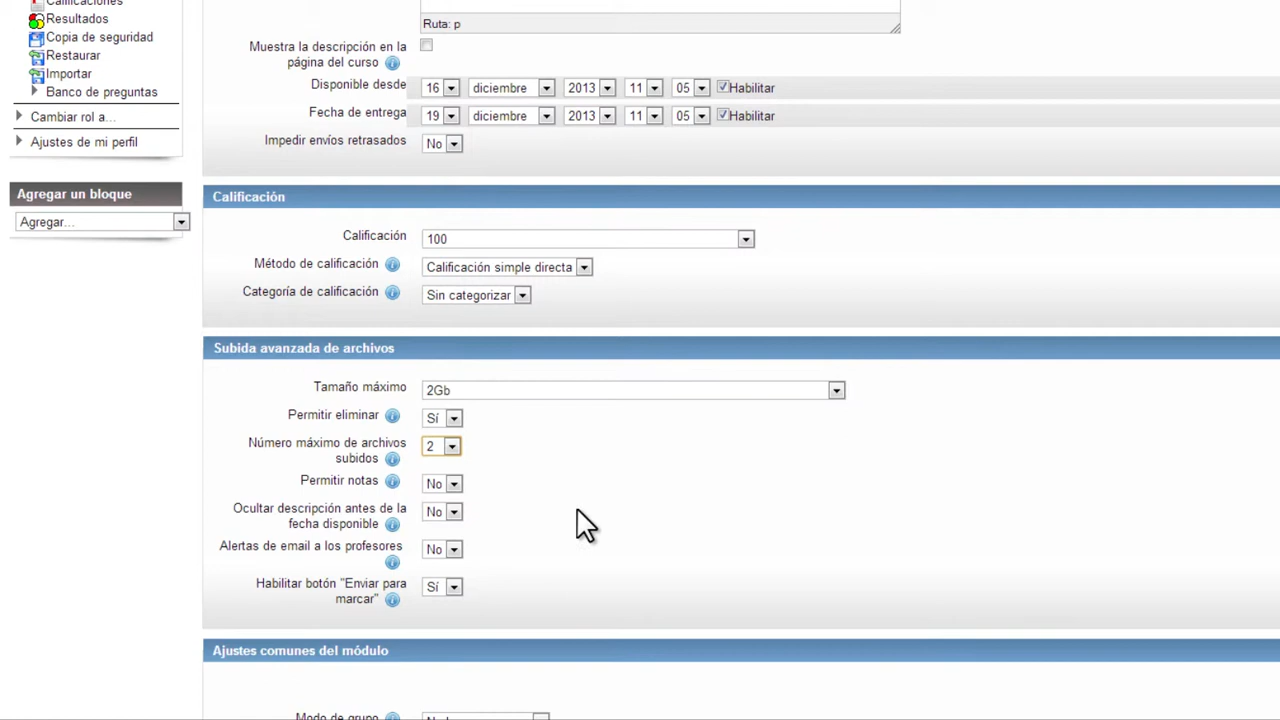 Calificaciones
Resultados
Copia de seguridad
Restaurar
Importar
Banco de preguntas
Cambiar rol a...
Ajustes de mi perfil
Agregar un bloque
Agregar...
Ruta: p
Muestra la descripción en la
página del curso
Disponible desde 16 diciembre 2013 11 05 Habilitar
Fecha de entrega 19 diciembre 2013 11 05 Habilitar
Impedir envíos retrasados No
Calificación
Calificación 100
Método de calificación Calificación simple directa
Categoría de calificación Sin categorizar
Subida avanzada de archivos
Tamaño máximo 2Gb
Permitir eliminar Sí
Número máximo de archivos
subidos 2
Permitir notas No
Ocultar descripción antes de la
fecha disponible No
Alertas de email a los profesores No
Habilitar botón "Enviar para
marcar" Sí
Ajustes comunes del módulo
Modo de grupo